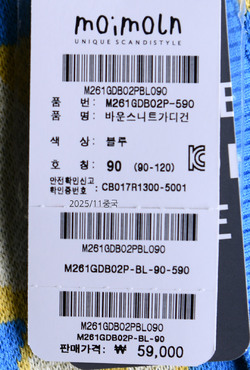 moimoln
UNIQUE SCANDISTYLE
M261GDB02PBL090
품 번: M261GDB02P-590
품 명: 바운스니트가디건
색 상: 블루
호 칭: 90 (90-120)
안전확인신고
확인증번호 : CB017R1300-5001
2025/11중국
M261GDB02PBL090
M261GDB02P-BL-90-590
M261GDB02PBL090
M261GDB02P-BL-90
판매가격: ₩ 59,000